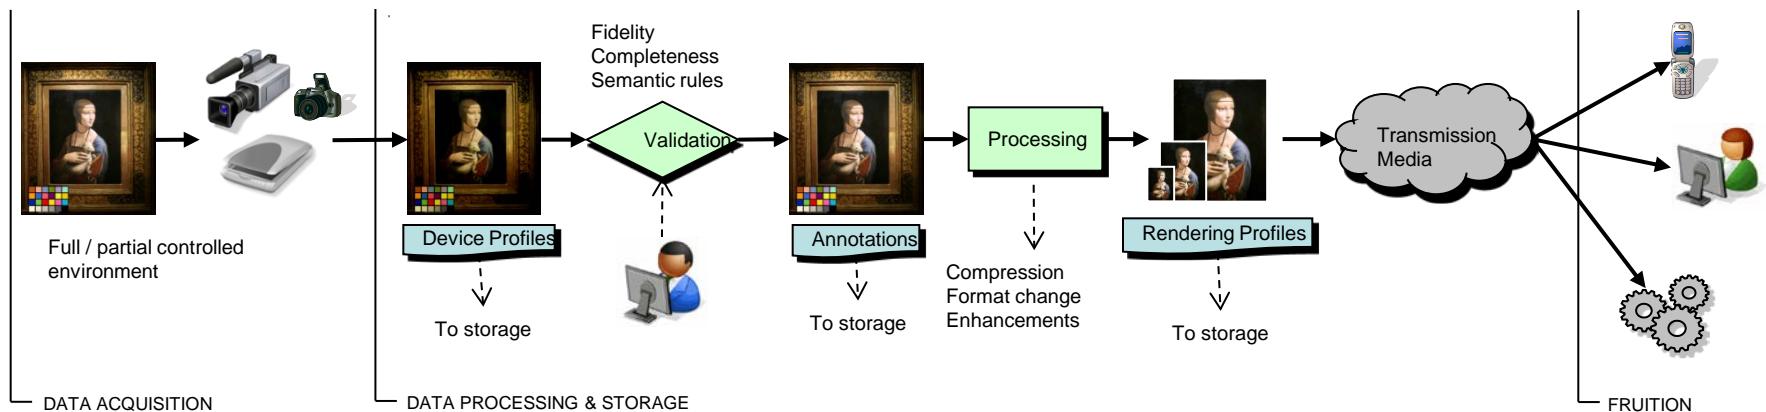 Full / partial controlled
environment
Device Profiles
To storage
Fidelity
Completeness
Semantic rules
Validation
Annotations
To storage
Processing
Compression
Format change
Enhancements
Rendering Profiles
To storage
Transmission
Media
DATA ACQUISITION
DATA PROCESSING & STORAGE
FRUITION